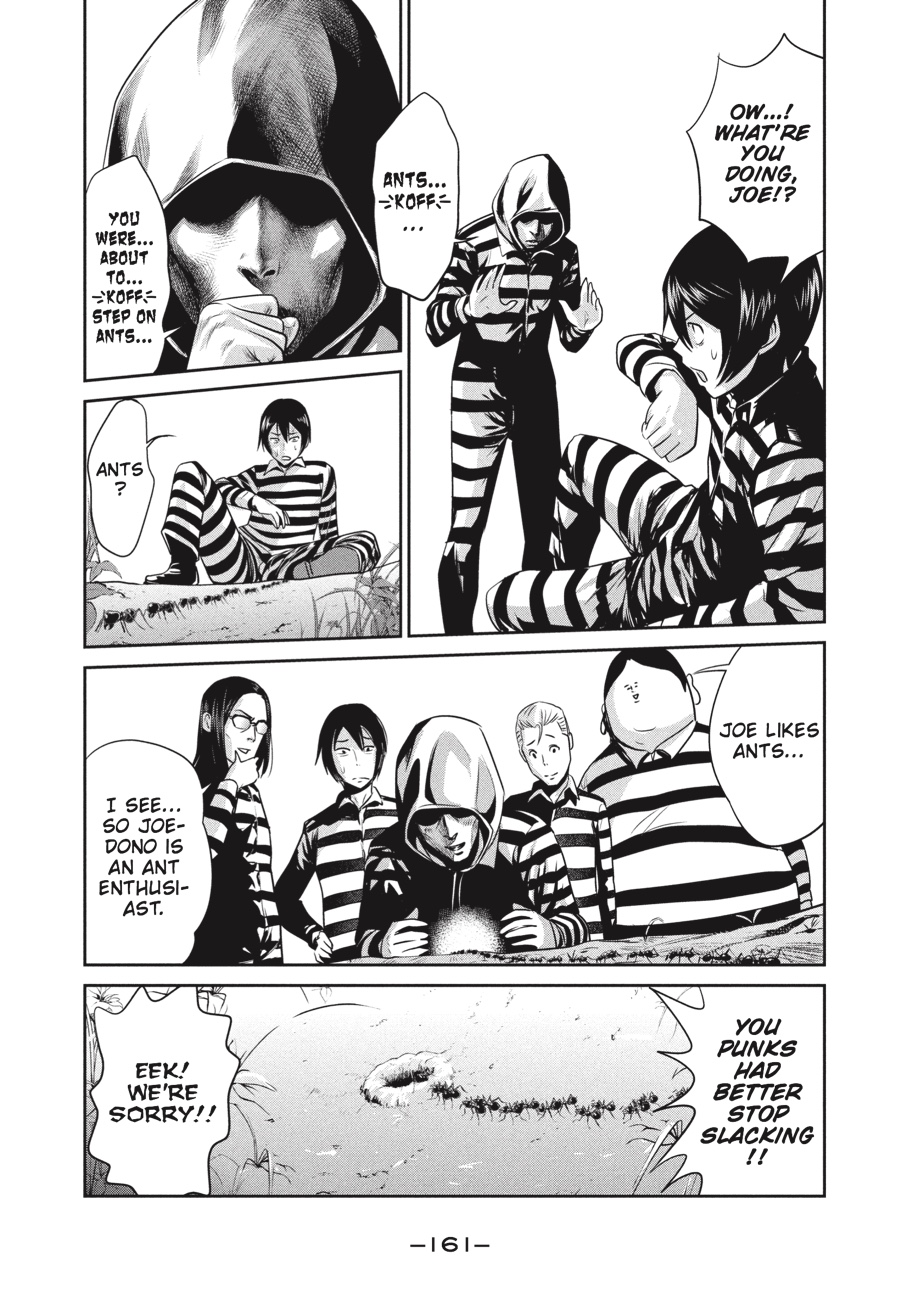 OW...!
WHAT'RE
YOU
DOING,
JOE!?
ANTS...
KOFF
...
YOU
WERE...
ABOUT
TO...
KOFF
STEP ON
ANTS...
ANTS
?
JOE LIKES
ANTS...
I SEE...
SO JOE-
DONO IS
AN ANT
ENTHUSI-
AST.
YOU
PUNKS
HAD
BETTER
STOP
SLACKING
!!
EEK!
WE'RE
SORRY!!
—161—